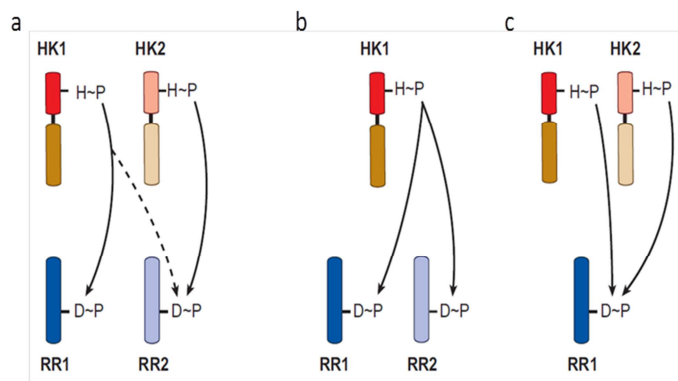 a b c
HK1 HK2 HK1 HK1 HK2
H~P H~P H~P H~P H~P
D~P D~P D~P D~P D~P
RR1 RR2 RR1 RR2 RR1